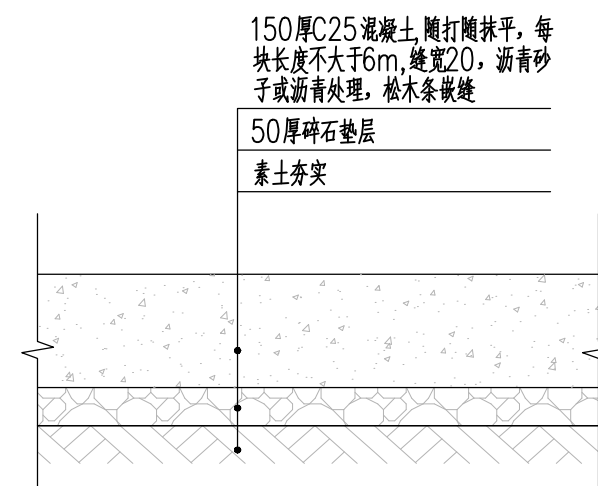 150厚C25混凝土,随打随抹平，每
块长度不大于6m,缝宽20，沥青砂
子或沥青处理，松木条嵌缝
50厚碎石垫层
素土夯实